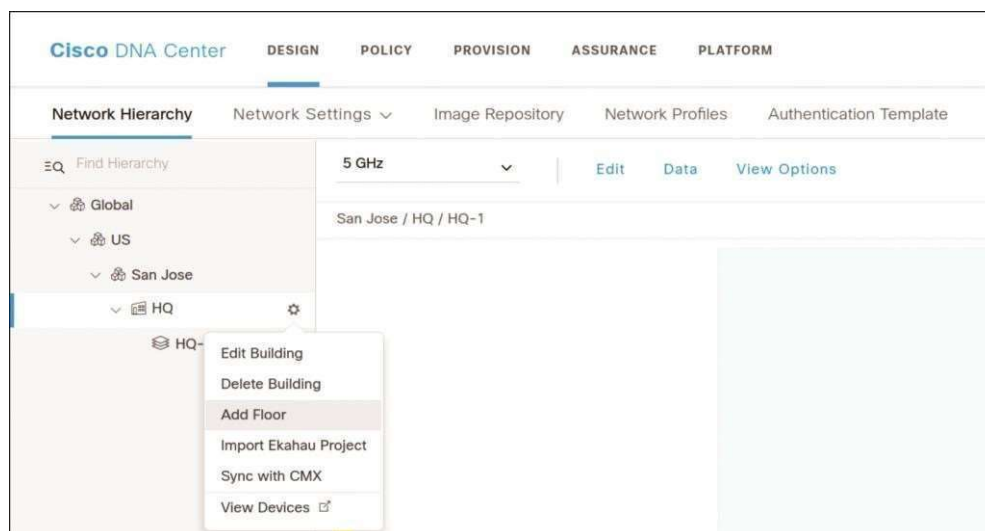 Cisco DNA Center DESIGN POLICY PROVISION ASSURANCE PLATFORM
Network Hierarchy Network Settings Image Repository Network Profiles Authentication Template
Find Hierarchy 5 GHz Edit Data View Options
Global
San Jose / HQ / HQ-1
US
San Jose
HQ
HQ-
Edit Building
Delete Building
Add Floor
Import Ekahau Project
Sync with CMX
View Devices